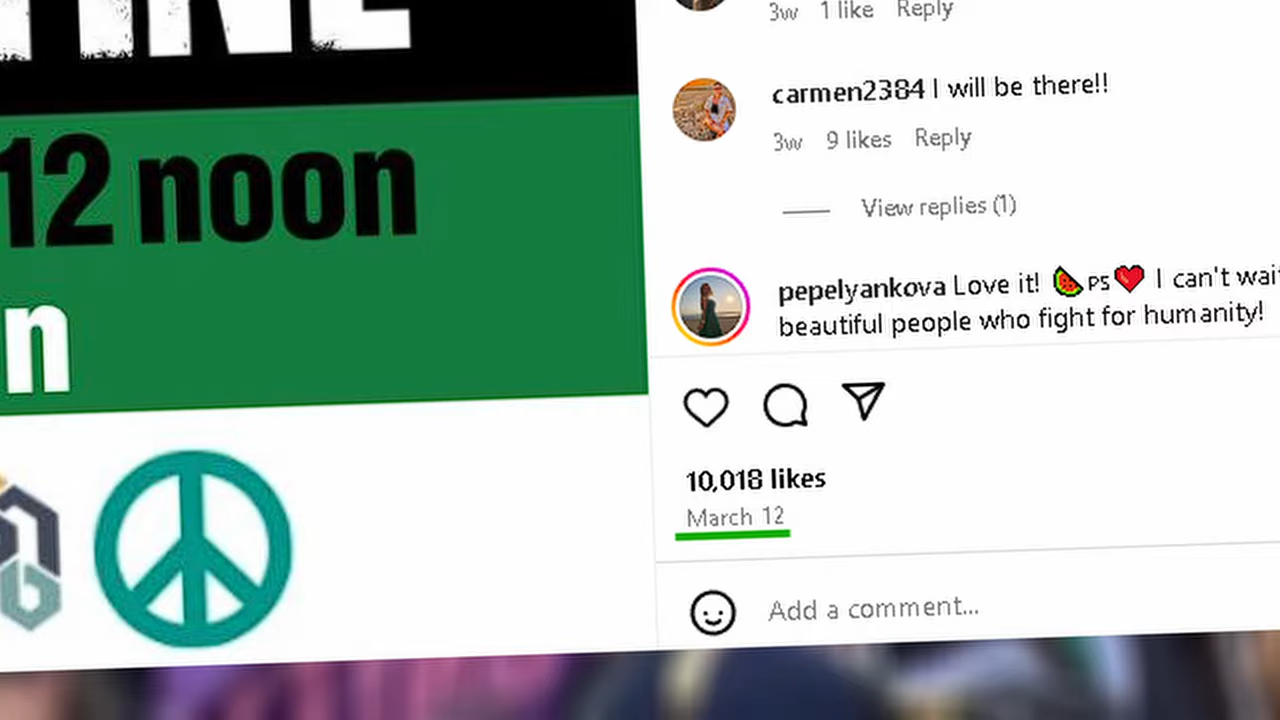 12 noon
n
3w 1 like Reply
carmen2384 I will be there!!
3w 9 likes Reply
View replies (1)
pepelyankova Love it! 🍉PS❤️ I can't
beautiful people who fight for humanity!
10,018 likes
March 12
Add a comment...